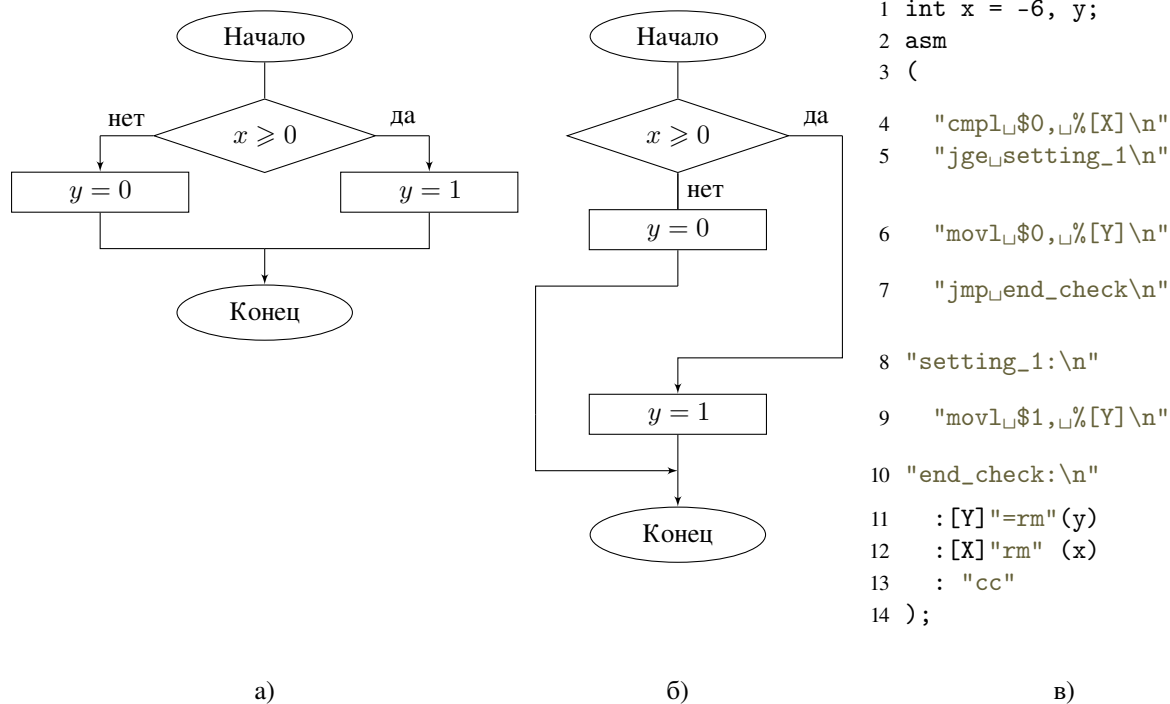 Начало
x ⩾ 0
нет
да
y = 0
y = 1
Конец
а)
Начало
x ⩾ 0
да
нет
y = 0
y = 1
Конец
б)
1 int x = -6, y;
2 asm
3 (
4 "cmpl␣$0,␣%[X]\n"
5 "jge␣setting_1\n"
6 "movl␣$0,␣%[Y]\n"
7 "jmp␣end_check\n"
8 "setting_1:\n"
9 "movl␣$1,␣%[Y]\n"
10 "end_check:\n"
11 :[Y]"=rm"(y)
12 :[X]"rm" (x)
13 : "cc"
14 );
в)